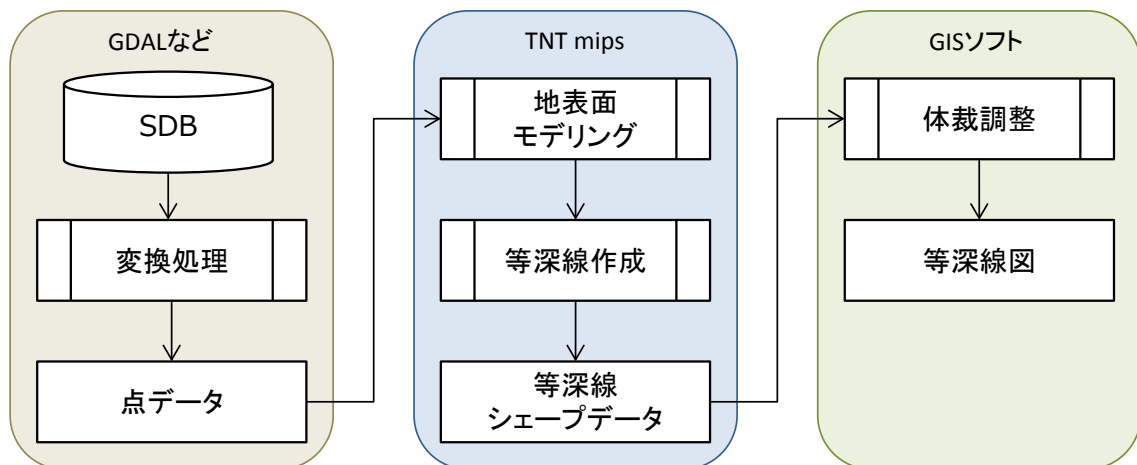 GDALなど
SDB
変換処理
点データ
TNT mips
地表面
モデリング
等深線作成
等深線
シェープデータ
GISソフト
体裁調整
等深線図